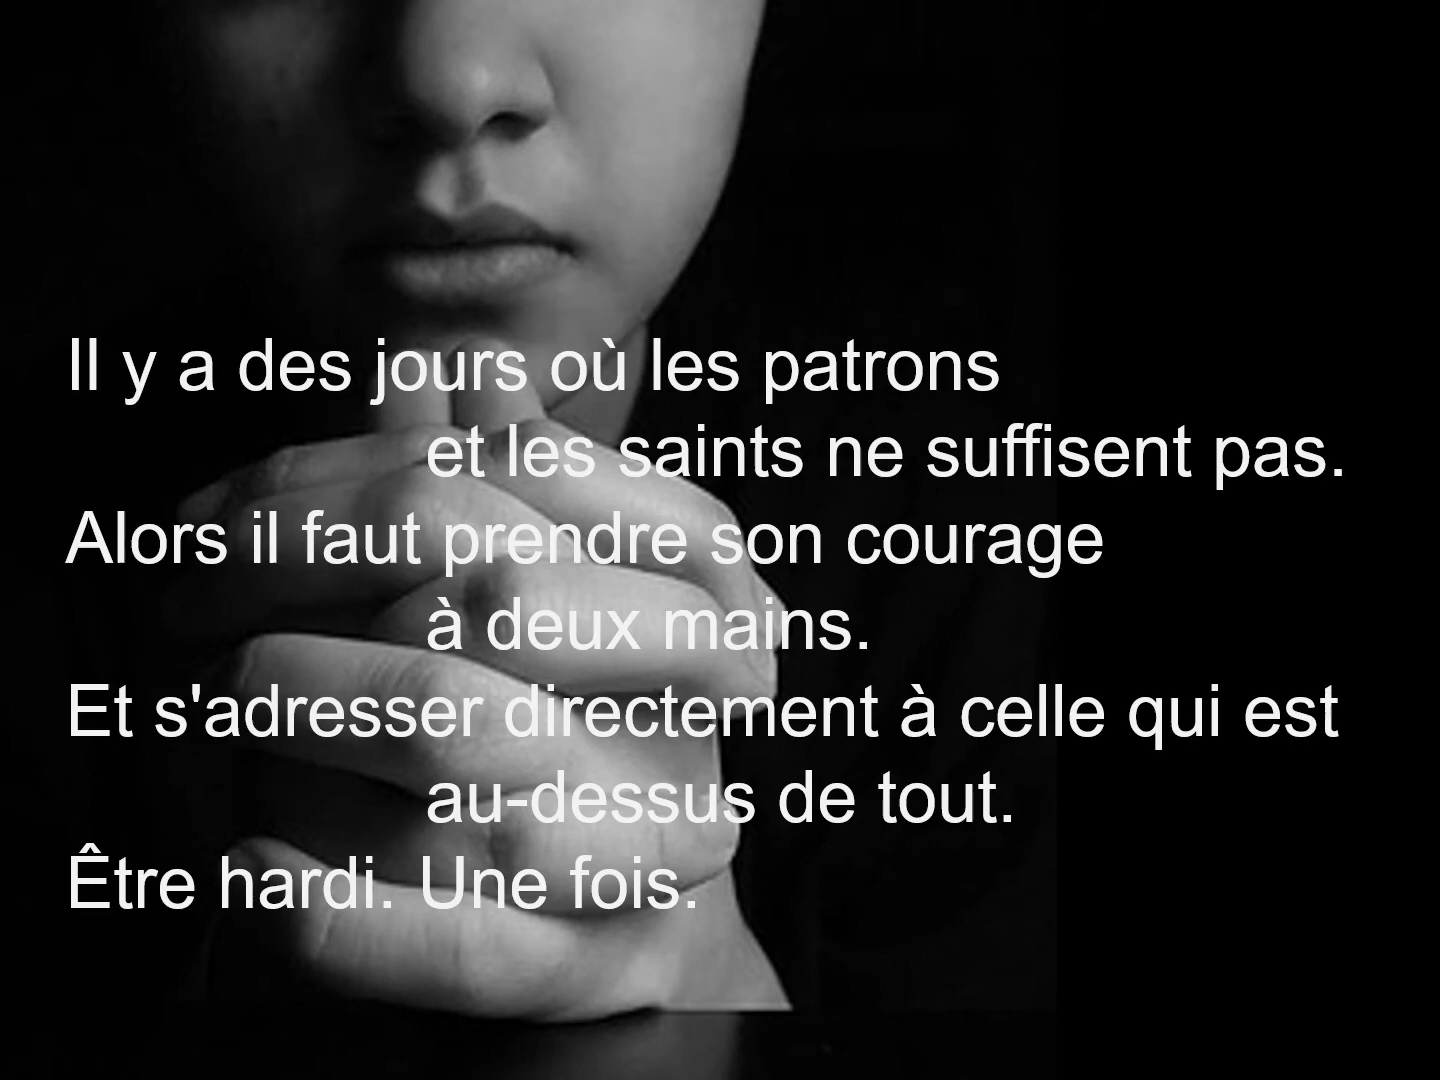 Il y a des jours où les patrons
et les saints ne suffisent pas.
Alors il faut prendre son courage
à deux mains.
Et s'adresser directement à celle qui est
au-dessus de tout.
Être hardi. Une fois.